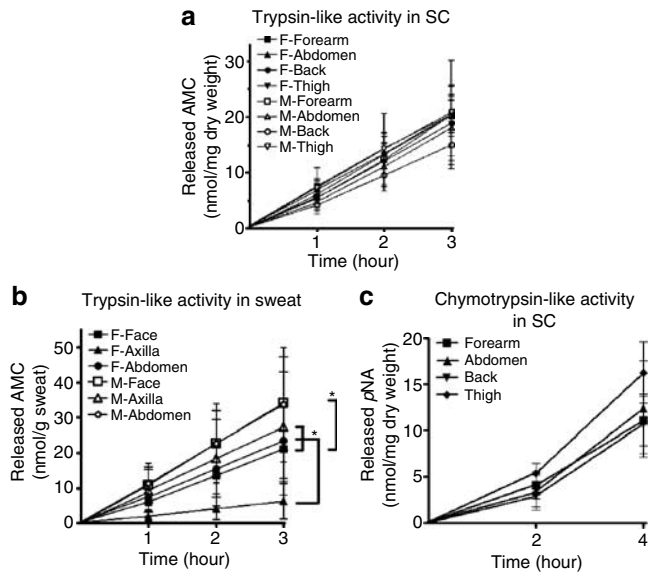 a
Trypsin-like activity in SC
F-Forearm
F-Abdomen
F-Back
F-Thigh
M-Forearm
M-Abdomen
M-Back
M-Thigh
30
20
10
0
1 2 3
Released AMC
(nmol/mg dry weight)
Time (hour)
b
Trypsin-like activity in sweat
F-Face
F-Axilla
F-Abdomen
M-Face
M-Axilla
M-Abdomen
50
40
30
20
10
0
1 2 3
Released AMC
(nmol/g sweat)
Time (hour)
*
*
c
Chymotrypsin-like activity
in SC
Forearm
Abdomen
Back
Thigh
20
15
10
5
0
2 4
Released pNA
(nmol/mg dry weight)
Time (hour)